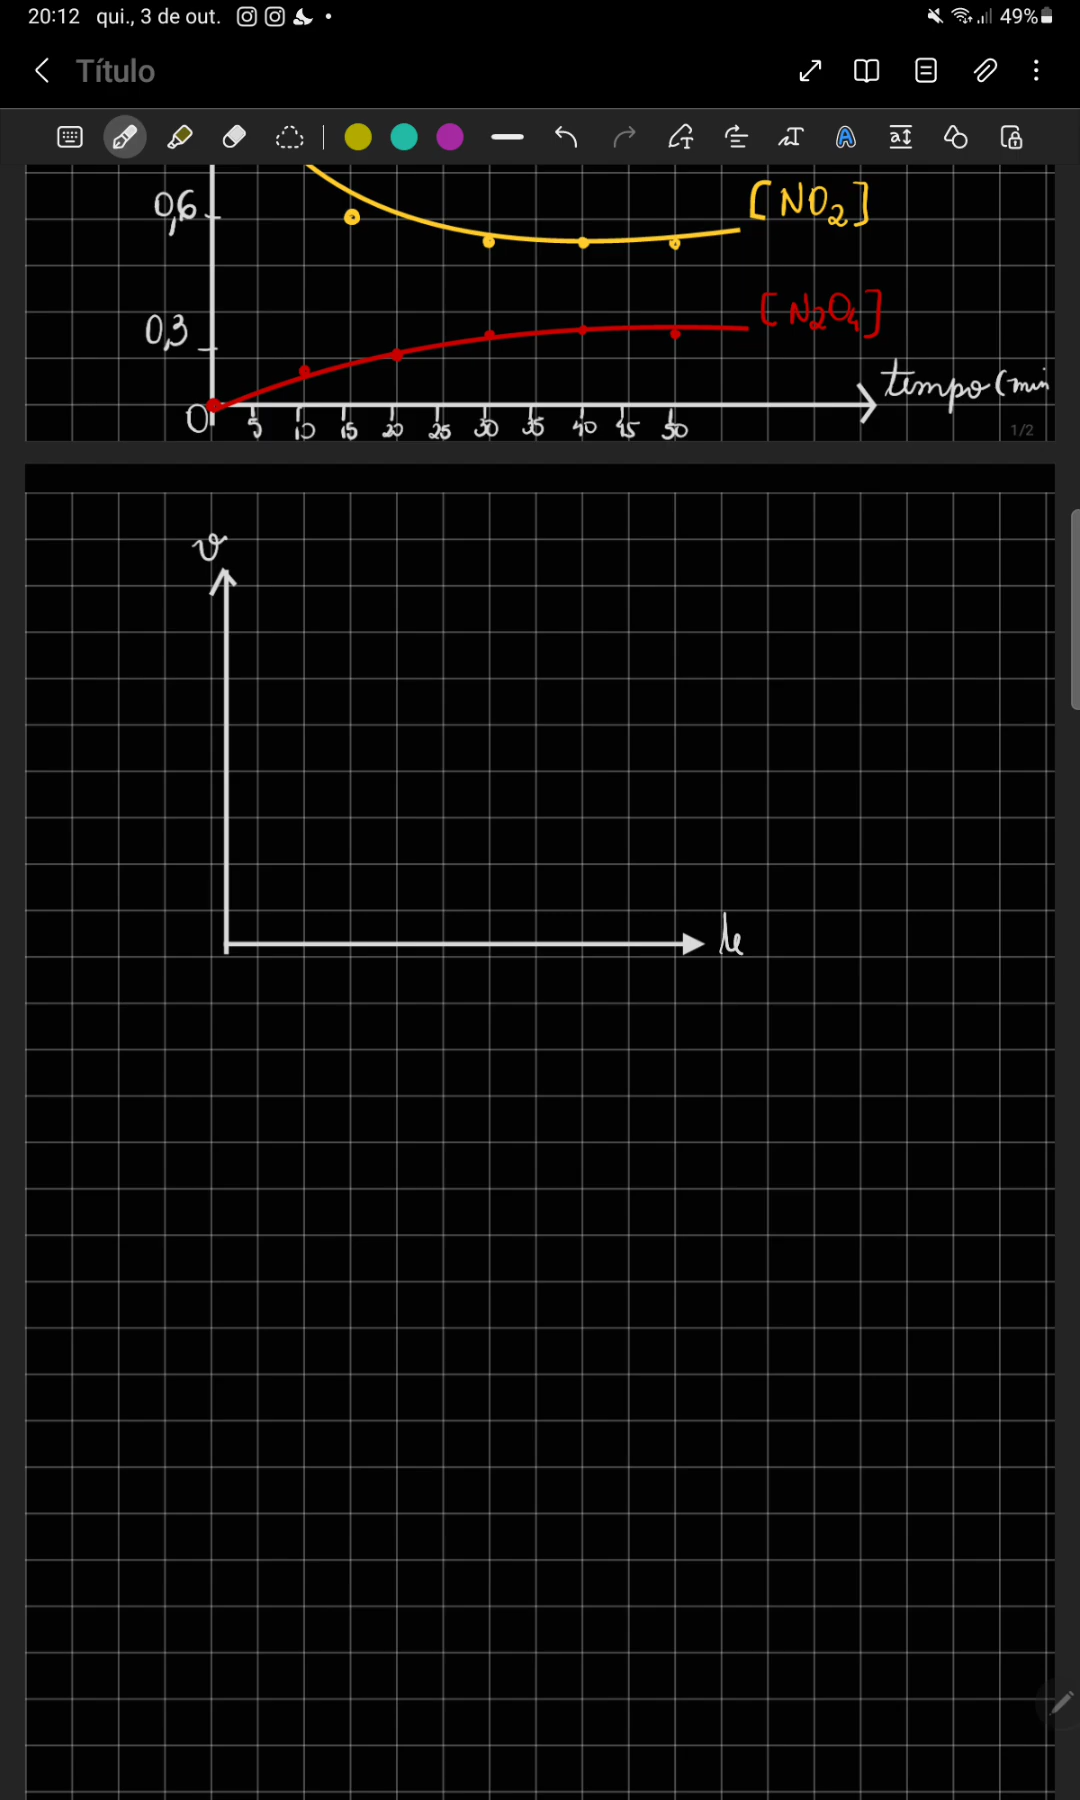 20:12 qui., 3 de out. 49%
Título
0,6
[NO2]
0,3
[N2O4]
tempo (min
0 5 10 15 20 25 30 35 40 45 50
1/2
v